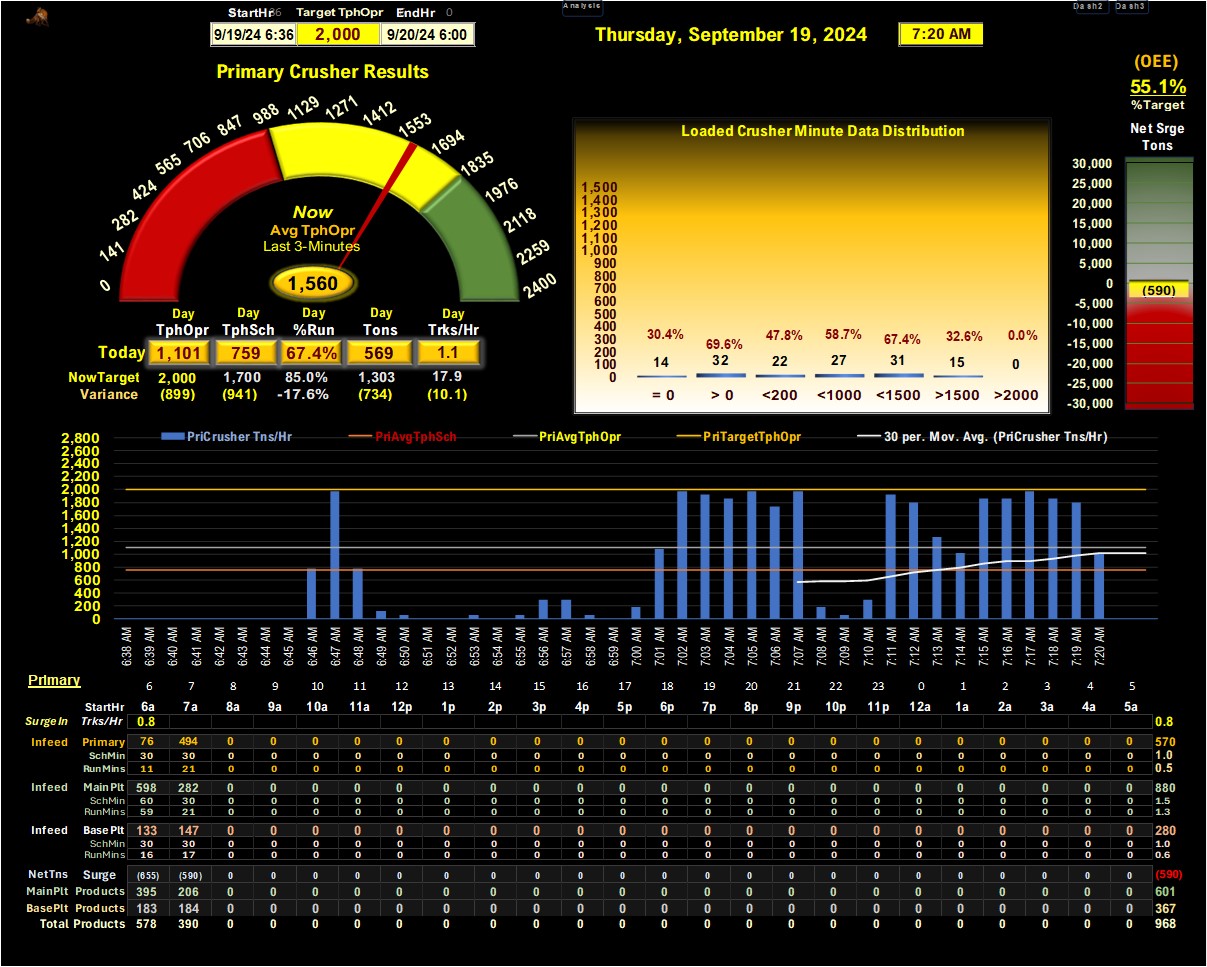 StartHr 36 Target TphOpr EndHr 0
9/19/24 6:36 2,000 9/20/24 6:00
Analysis
Dash2 Dash3
Thursday, September 19, 2024 7:20 AM
(OEE)
55.1%
%Target
Net Srge
Tons
30,000
25,000
20,000
15,000
10,000
5,000
0
(590)
-5,000
-10,000
-15,000
-20,000
-25,000
-30,000
Primary Crusher Results
0
141
282
424
565
706
847
988
1129
1271
1412
1553
1694
1835
1976
2118
2259
2400
Now
Avg TphOpr
Last 3-Minutes
1,560
Day Day Day Day Day
TphOpr TphSch %Run Tons Trks/Hr
Today 1,101 759 67.4% 569 1.1
NowTarget 2,000 1,700 85.0% 1,303 17.9
Variance (899) (941) -17.6% (734) (10.1)
Loaded Crusher Minute Data Distribution
1,500
1,400
1,300
1,200
1,100
1,000
900
800
700
600
500
400
300
200
100
0
30.4% 69.6% 47.8% 58.7% 67.4% 32.6% 0.0%
14 32 22 27 31 15 0
= 0 > 0 <200 <1000 <1500 >1500 >2000
PriCrusher Tns/Hr PriAvgTphSch PriAvgTphOpr PriTargetTphOpr 30 per. Mov. Avg. (PriCrusher Tns/Hr)
2,800
2,600
2,400
2,200
2,000
1,800
1,600
1,400
1,200
1,000
800
600
400
200
0
6:38 AM 6:39 AM 6:40 AM 6:41 AM 6:42 AM 6:43 AM 6:44 AM 6:45 AM 6:46 AM 6:47 AM 6:48 AM 6:49 AM 6:50 AM 6:51 AM 6:52 AM 6:53 AM 6:54 AM 6:55 AM 6:56 AM 6:57 AM 6:58 AM 6:59 AM 7:00 AM 7:01 AM 7:02 AM 7:03 AM 7:04 AM 7:05 AM 7:06 AM 7:07 AM 7:08 AM 7:09 AM 7:10 AM 7:11 AM 7:12 AM 7:13 AM 7:14 AM 7:15 AM 7:16 AM 7:17 AM 7:18 AM 7:19 AM 7:20 AM
Primary 6 7 8 9 10 11 12 13 14 15 16 17 18 19 20 21 22 23 0 1 2 3 4 5
StartHr 6a 7a 8a 9a 10a 11a 12p 1p 2p 3p 4p 5p 6p 7p 8p 9p 10p 11p 12a 1a 2a 3a 4a 5a
SurgeIn Trks/Hr 0.8 0.8
Infeed Primary 76 494 0 0 0 0 0 0 0 0 0 0 0 0 0 0 0 0 0 0 0 0 0 0 570
SchMin 30 30 0 0 0 0 0 0 0 0 0 0 0 0 0 0 0 0 0 0 0 0 0 0 1.0
RunMins 11 21 0 0 0 0 0 0 0 0 0 0 0 0 0 0 0 0 0 0 0 0 0 0 0.5
Infeed Main Plt 598 282 0 0 0 0 0 0 0 0 0 0 0 0 0 0 0 0 0 0 0 0 0 0 880
SchMin 60 30 0 0 0 0 0 0 0 0 0 0 0 0 0 0 0 0 0 0 0 0 0 0 1.5
RunMins 59 21 0 0 0 0 0 0 0 0 0 0 0 0 0 0 0 0 0 0 0 0 0 0 1.3
Infeed Base Plt 133 147 0 0 0 0 0 0 0 0 0 0 0 0 0 0 0 0 0 0 0 0 0 0 280
SchMin 30 30 0 0 0 0 0 0 0 0 0 0 0 0 0 0 0 0 0 0 0 0 0 0 1.0
RunMins 16 17 0 0 0 0 0 0 0 0 0 0 0 0 0 0 0 0 0 0 0 0 0 0 0.6
NetTns Surge (655) (590) 0 0 0 0 0 0 0 0 0 0 0 0 0 0 0 0 0 0 0 0 0 0 (590)
MainPlt Products 395 206 0 0 0 0 0 0 0 0 0 0 0 0 0 0 0 0 0 0 0 0 0 0 601
BasePlt Products 183 184 0 0 0 0 0 0 0 0 0 0 0 0 0 0 0 0 0 0 0 0 0 0 367
Total Products 578 390 0 0 0 0 0 0 0 0 0 0 0 0 0 0 0 0 0 0 0 0 0 0 968